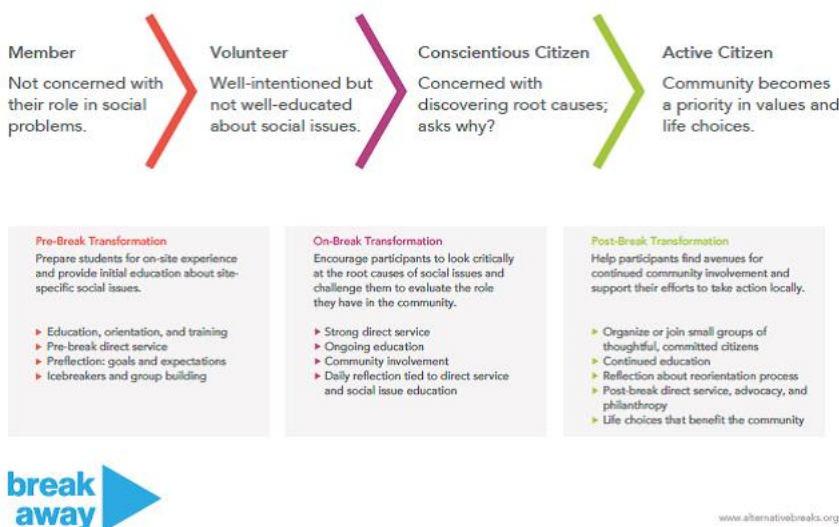 Member
Not concerned with
their role in social
problems.
Volunteer
Well-intentioned but
not well-educated
about social issues.
Conscientious Citizen
Concerned with
discovering root causes;
asks why?
Active Citizen
Community becomes
a priority in values and
life choices.
Pre-Break Transformation
Prepare students for on-site experience
and provide initial education about site-
specific social issues.
▶ Education, orientation, and training
▶ Pre-break direct service
▶ Preflection: goals and expectations
▶ Icebreakers and group building
On-Break Transformation
Encourage participants to look critically
at the root causes of social issues and
challenge them to evaluate the role
they have in the community.
▶ Strong direct service
▶ Ongoing education
▶ Community involvement
▶ Daily reflection tied to direct service
and social issue education
Post-Break Transformation
Help participants find avenues for
continued community involvement and
support their efforts to take action locally.
▶ Organize or join small groups of
thoughtful, committed citizens
▶ Continued education
▶ Reflection about reorientation process
▶ Post-break direct service, advocacy, and
philanthropy
▶ Life choices that benefit the community
break
away
www.alternativebreaks.org